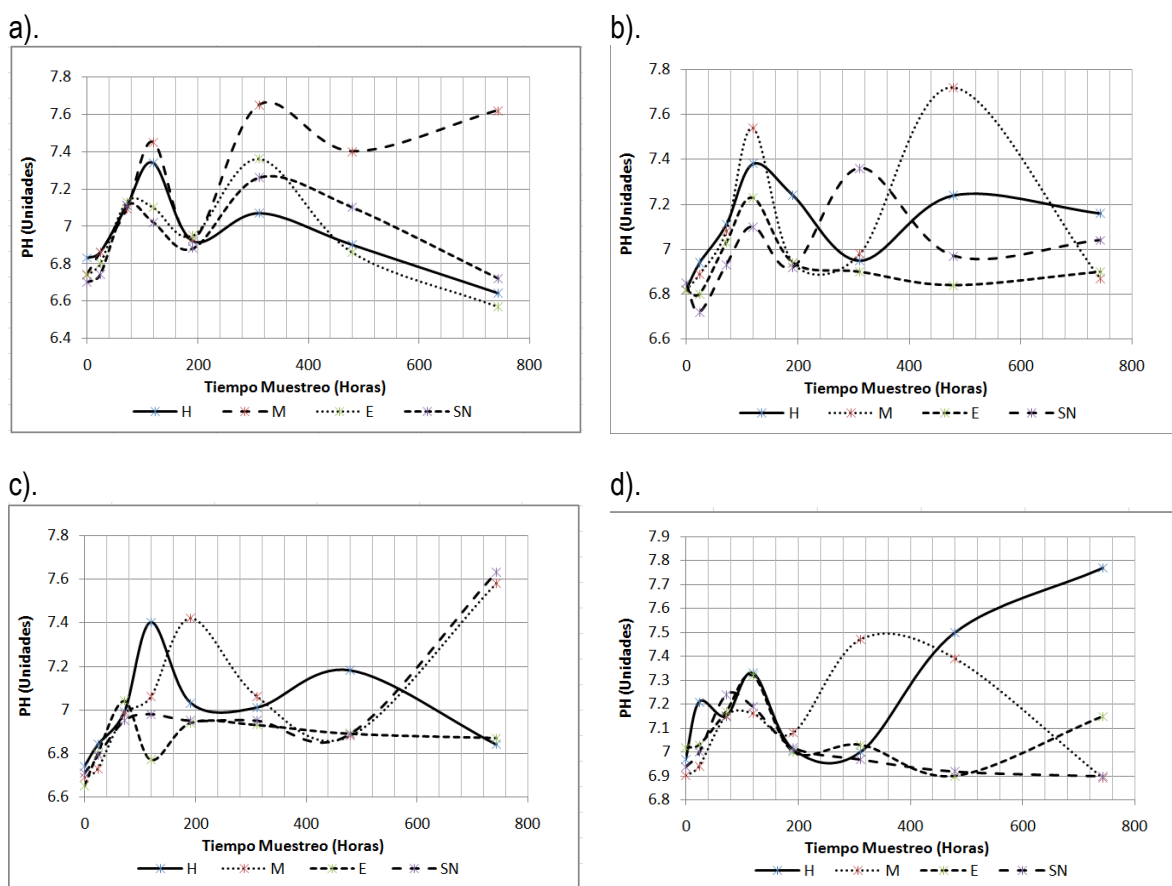 a).
7.8
7.6
7.4
7.2
7
6.8
6.6
6.4
PH (Unidades)
0 200 400 600 800
Tiempo Muestreo (Horas)
H M E SN
b).
7.8
7.6
7.4
7.2
7
6.8
6.6
PH (Unidades)
0 200 400 600 800
Tiempo Muestreo (Horas)
H M E SN
c).
7.8
7.6
7.4
7.2
7
6.8
6.6
PH (Unidades)
0 200 400 600 800
Tiempo Muestreo (Horas)
H M E SN
d).
7.9
7.8
7.7
7.6
7.5
7.4
7.3
7.2
7.1
7
6.9
6.8
PH (Unidades)
0 200 400 600 800
Tiempo Muestreo (Horas)
H M E SN